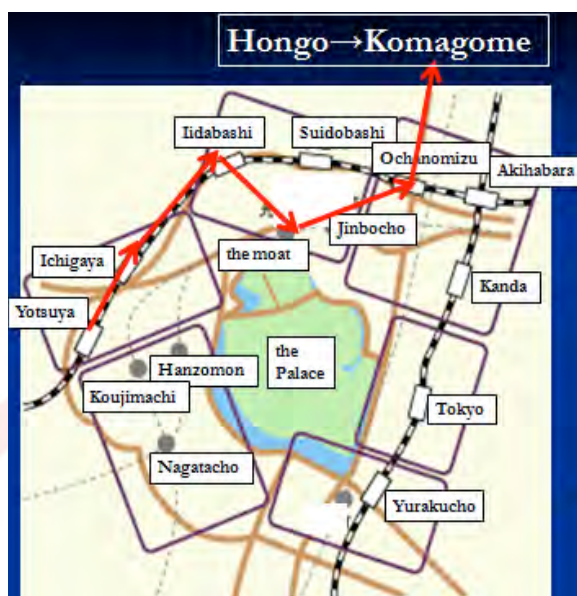 Hongo→Komagome
Iidabashi
Suidobashi
Ochanomizu
Akihabara
Jinbocho
Ichigaya
the moat
Kanda
Yotsuya
the
Palace
Hanzomon
Koujimachi
Tokyo
Nagatacho
Yurakucho